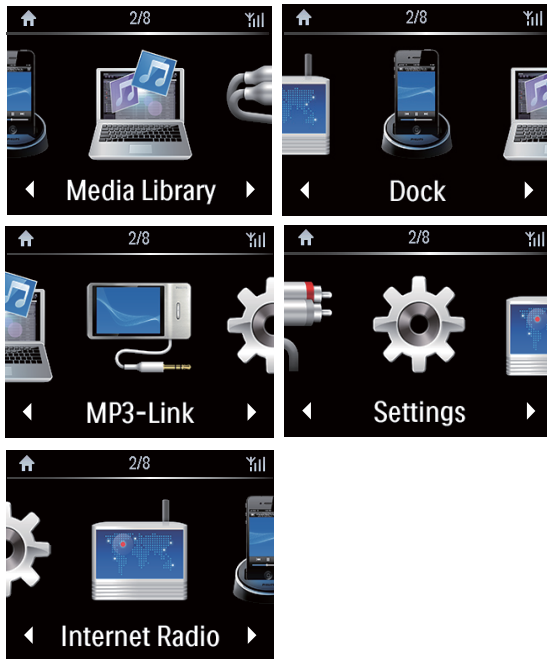 2/8
Media Library
2/8
Dock
2/8
MP3-Link
2/8
Settings
2/8
Internet Radio